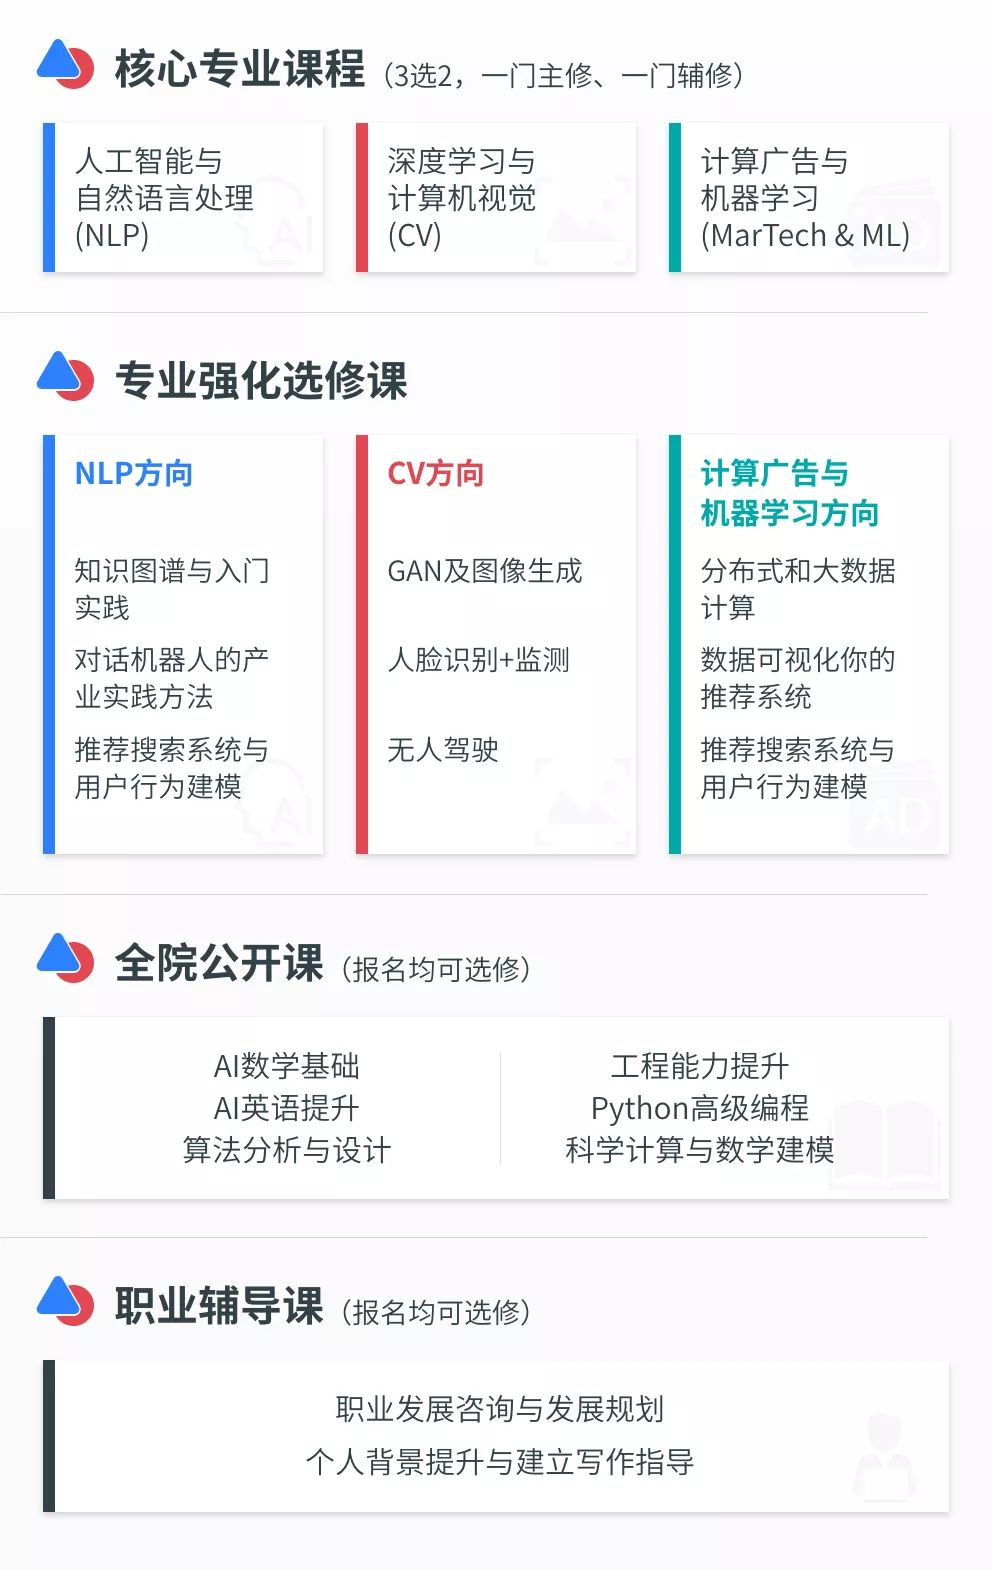 核心专业课程（3选2，一门主修、一门辅修）
人工智能与
自然语言处理
(NLP)
深度学习与
计算机视觉
(CV)
计算广告与
机器学习
(MarTech & ML)
专业强化选修课
NLP方向
知识图谱与入门
实践
对话机器人的产
业实践方法
推荐搜索系统与
用户行为建模
CV方向
GAN及图像生成
人脸识别+监测
无人驾驶
计算广告与
机器学习方向
分布式和大数据
计算
数据可视化你的
推荐系统
推荐搜索系统与
用户行为建模
全院公开课（报名均可选修）
AI数学基础
AI英语提升
算法分析与设计
工程能力提升
Python高级编程
科学计算与数学建模
职业辅导课（报名均可选修）
职业发展咨询与发展规划
个人背景提升与建立写作指导
AI
AD
AI
AD